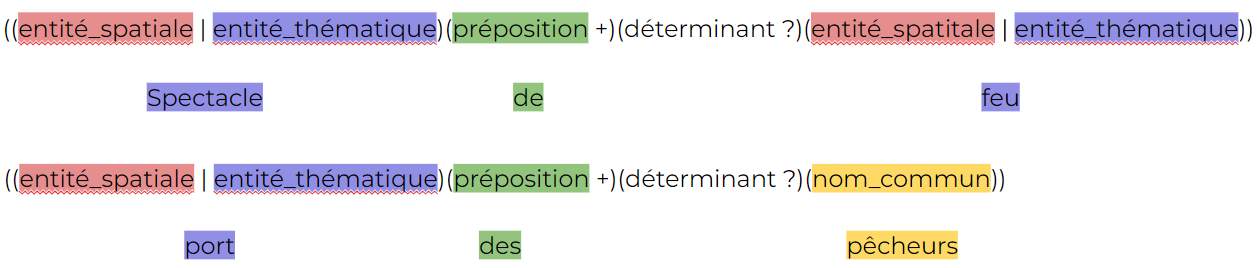 ((entité_spatiale | entité_thématique)(préposition +)(déterminant ?)(entité_spatitale | entité_thématique))
Spectacle de feu
((entité_spatiale | entité_thématique)(préposition +)(déterminant ?)(nom_commun))
port des pêcheurs